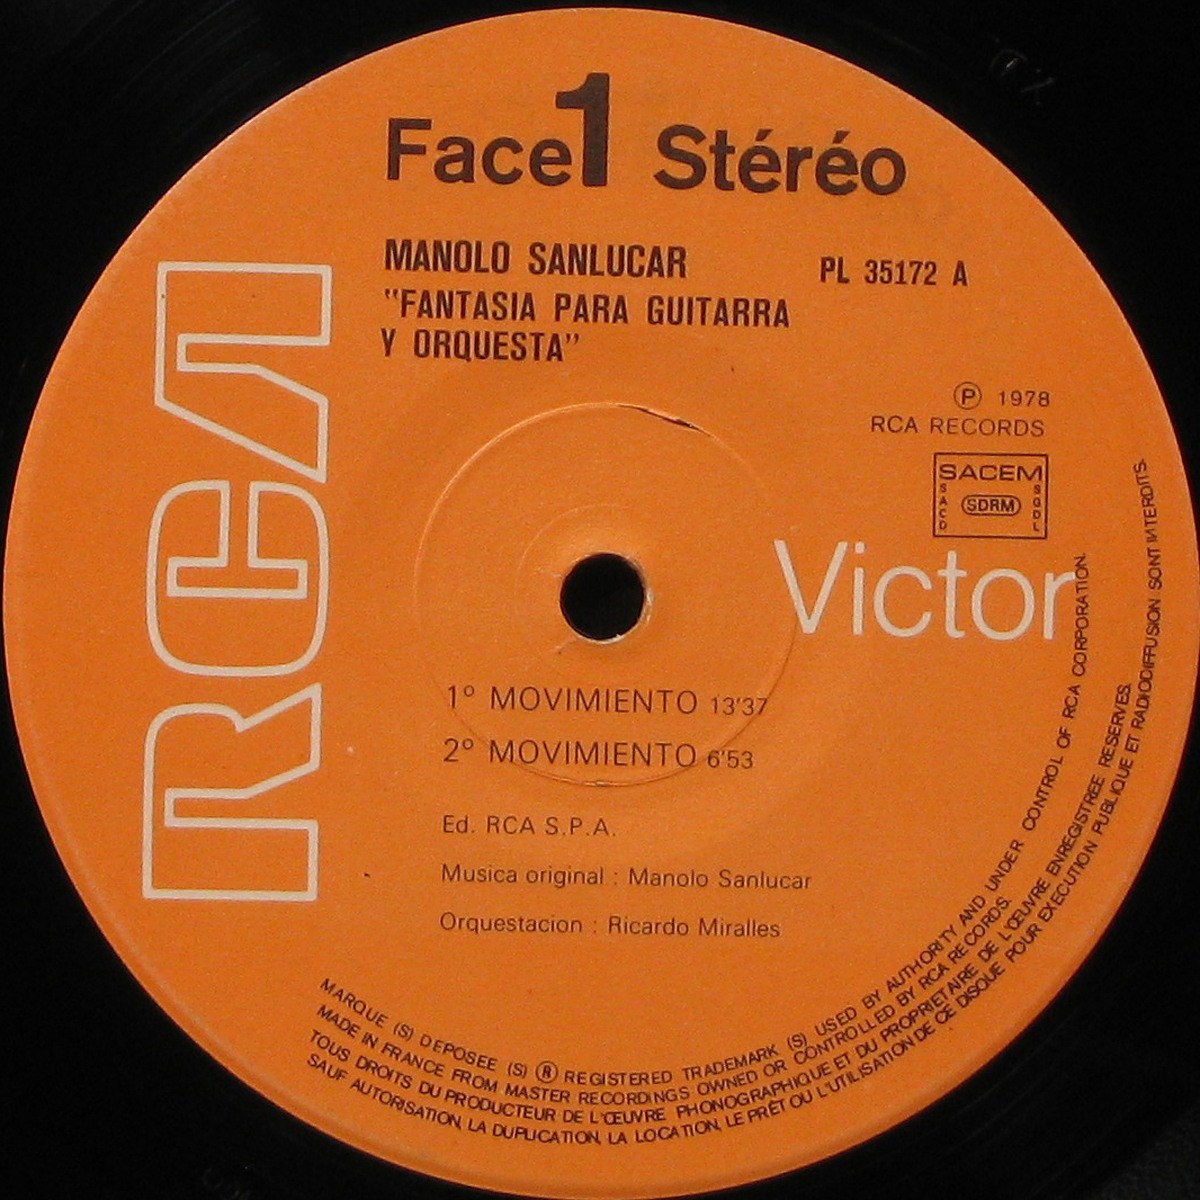 Face 1 Stéréo
MANOLO SANLUCAR
PL 35172 A
"FANTASIA PARA GUITARRA
Y ORQUESTA"
Ⓟ 1978
RCA RECORDS
SACEM
SACD
SDRM
SGDL
RCA
Victor
1º MOVIMIENTO 13'37
2º MOVIMIENTO 6'53
Ed. RCA S.P.A.
Musica original : Manolo Sanlucar
Orquestacion : Ricardo Miralles
MARQUE (S) DEPOSEE (S) ® REGISTERED TRADEMARK (S) USED BY AUTHORITY AND UNDER CONTROL OF RCA CORPORATION.
MADE IN FRANCE FROM MASTER RECORDINGS OWNED OR CONTROLLED BY RCA RECORDS.
TOUS DROITS DU PRODUCTEUR DE L'ŒUVRE PHONOGRAPHIQUE ET DU PROPRIETAIRE DE L'ŒUVRE ENREGISTREE RESERVES.
SAUF AUTORISATION, LA DUPLICATION, LA LOCATION, LE PRÊT OU L'UTILISATION DE CE DISQUE POUR EXECUTION PUBLIQUE ET RADIODIFFUSION SONT INTERDITS.